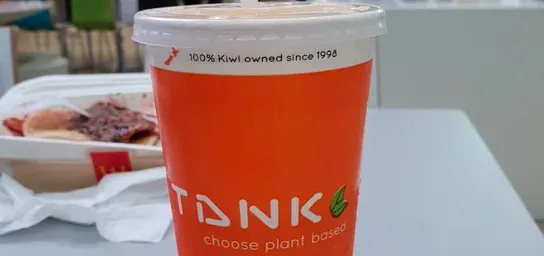 100% Kiwi owned since 1998
TANK
choose plant based